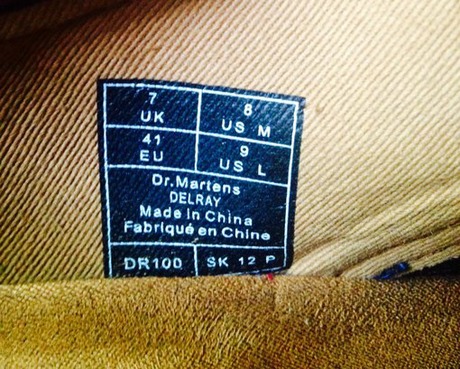 7 8
UK US M
41 9
EU US L
Dr.Martens
DELRAY
Made in China
Fabriqué en Chine
DR100 SK 12 P